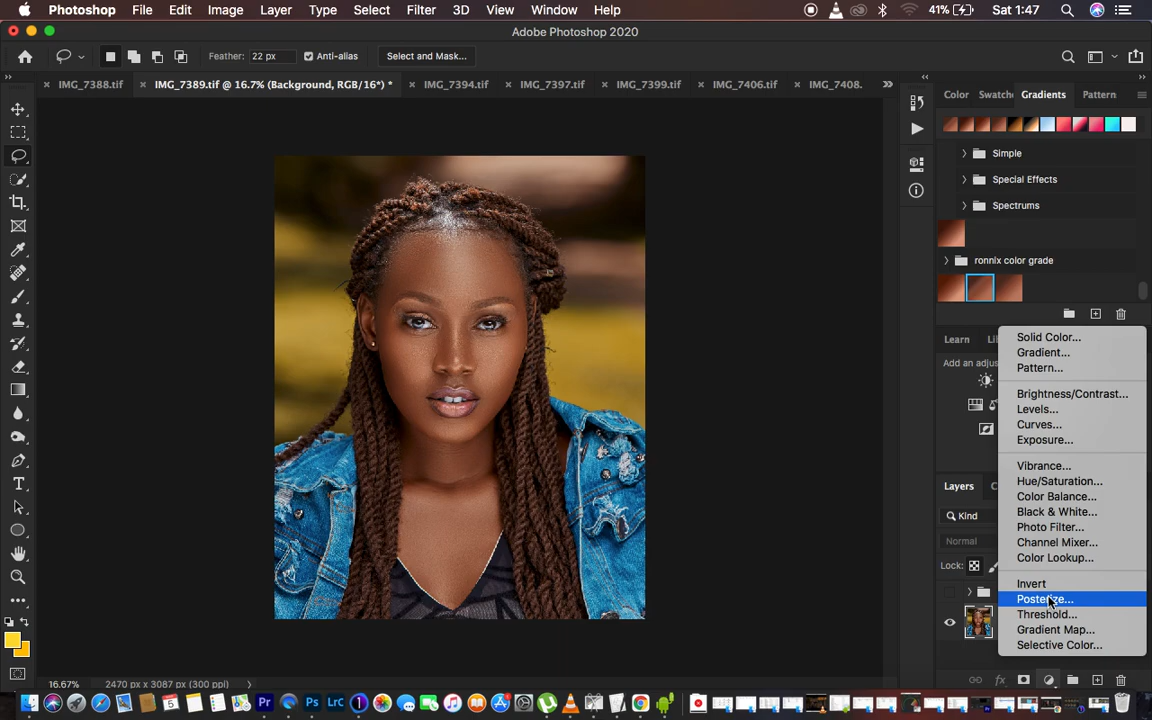 Photoshop File Edit Image Layer Type Select Filter 3D View Window Help 41% Sat 1:47
Adobe Photoshop 2020
Feather: 22 px Anti-alias Select and Mask...
IMG_7388.tif IMG_7389.tif @ 16.7% (Background, RGB/16*) * IMG_7394.tif IMG_7397.tif IMG_7399.tif IMG_7406.tif IMG_7408.
Color Swatche Gradients Pattern
Simple
Special Effects
Spectrums
ronnix color grade
Learn
Add an adjus
Solid Color...
Gradient...
Pattern...
Brightness/Contrast...
Levels...
Curves...
Exposure...
Vibrance...
Hue/Saturation...
Color Balance...
Black & White...
Photo Filter...
Channel Mixer...
Color Lookup...
Invert
Posterize...
Threshold...
Gradient Map...
Selective Color...
Layers
Kind
Normal
Lock:
16.67% 2470 px x 3087 px (300 ppi)